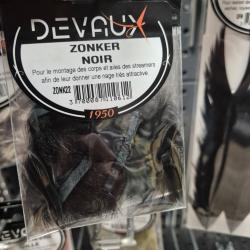 DEVAUX
ZONKER
NOIR
Pour le montage des corps et ailes des streamers
afin de leur donner une nage très attractive.
ZONK22
1950